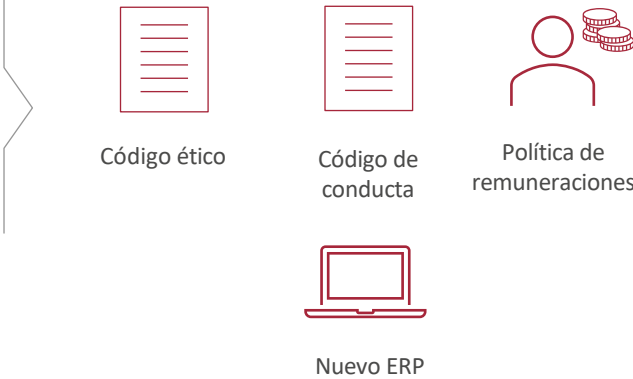 Código ético
Código de
conducta
Política de
remuneraciones
Nuevo ERP